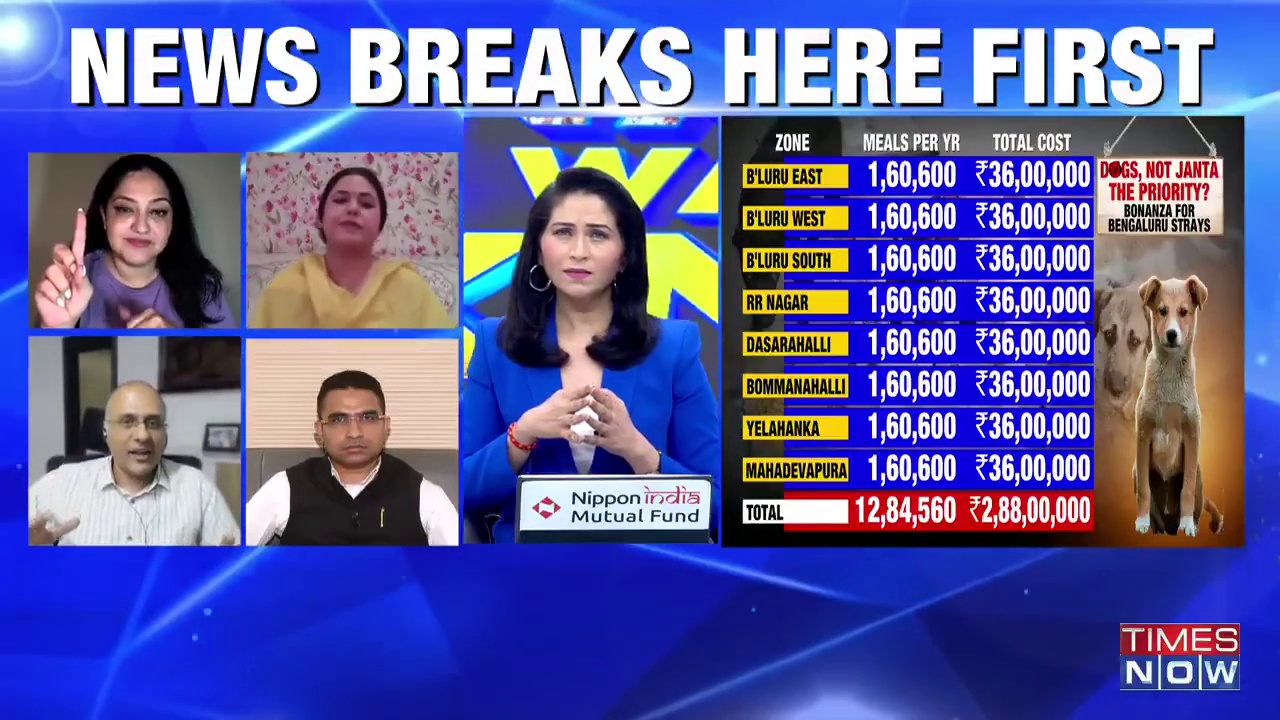 NEWS BREAKS HERE FIRST
ZONE MEALS PER YR TOTAL COST
B'LURU EAST 1,60,600 ₹36,00,000
B'LURU WEST 1,60,600 ₹36,00,000
B'LURU SOUTH 1,60,600 ₹36,00,000
RR NAGAR 1,60,600 ₹36,00,000
DASARAHALLI 1,60,600 ₹36,00,000
BOMMANAHALLI 1,60,600 ₹36,00,000
YELAHANKA 1,60,600 ₹36,00,000
MAHADEVAPURA 1,60,600 ₹36,00,000
TOTAL 12,84,560 ₹2,88,00,000
DOGS, NOT JANTA
THE PRIORITY?
BONANZA FOR
BENGALURU STRAYS
Nippon india
Mutual Fund
TIMES
NOW